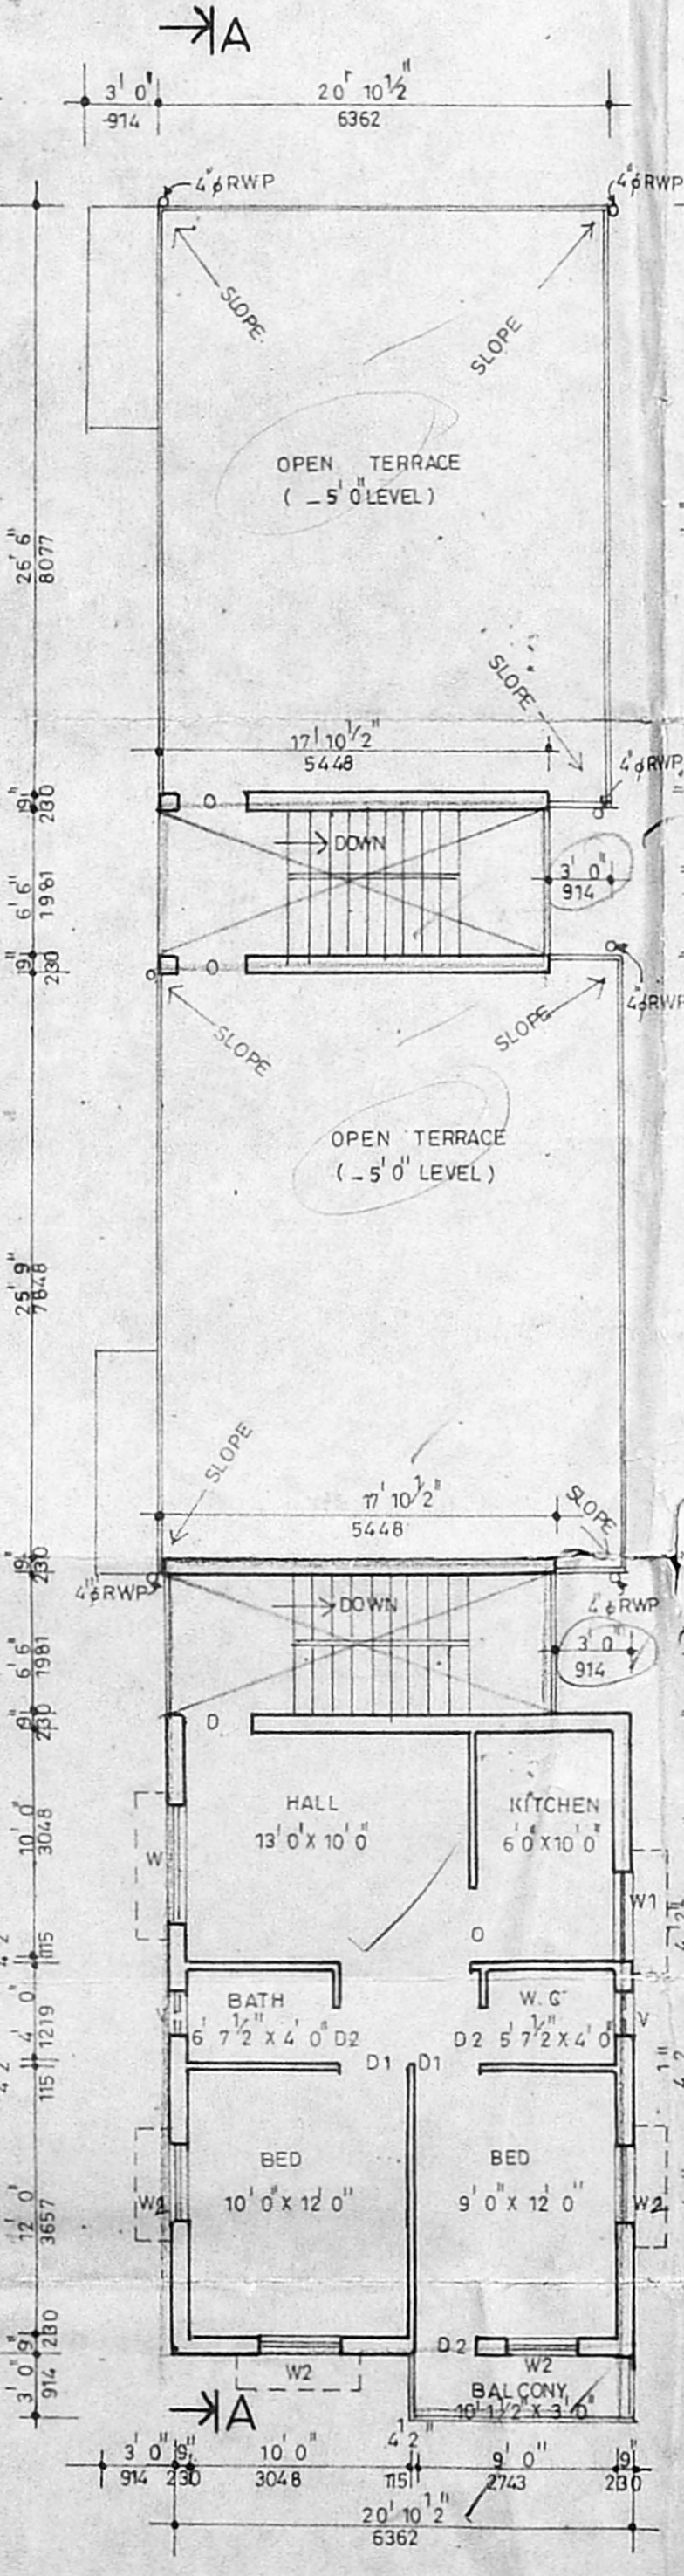 A
3' 0" 20' 10½"
914 6362
4"φRWP 4"φRWP
SLOPE SLOPE
OPEN TERRACE
( _ 5' 0" LEVEL )
26' 6"
8077
SLOPE
17' 10½"
5448
4"φRWP
9"
230
O
DOWN
6' 6"
1981
3' 0"
914
9"
230
O
4"φRWP
SLOPE SLOPE
OPEN TERRACE
( _ 5' 0" LEVEL )
25' 9"
7848
SLOPE
17' 10½"
5448
SLOPE
9"
230
4"φRWP 4"φRWP
DOWN
6' 6"
1981
3' 0"
914
9"
230
D
HALL KITCHEN
13' 0" X 10' 0" 6' 0" X 10' 0"
10' 0"
3048
W W1
O
115
BATH W.C
6' 7½" X 4' 0" D2 D2 5' 7½" X 4' 0"
4' 0"
1219
V V
D1 D1
115
BED BED
10' 0" X 12' 0" 9' 0" X 12' 0"
12' 0"
3657
W2 W2
9"
230
D2
W2 W2
3' 0"
914
BALCONY
10' 1½" X 3' 0"
A
3' 0" 9" 10' 0" 4½" 9' 0" 9"
914 230 3048 115 2743 230
20' 10½"
6362